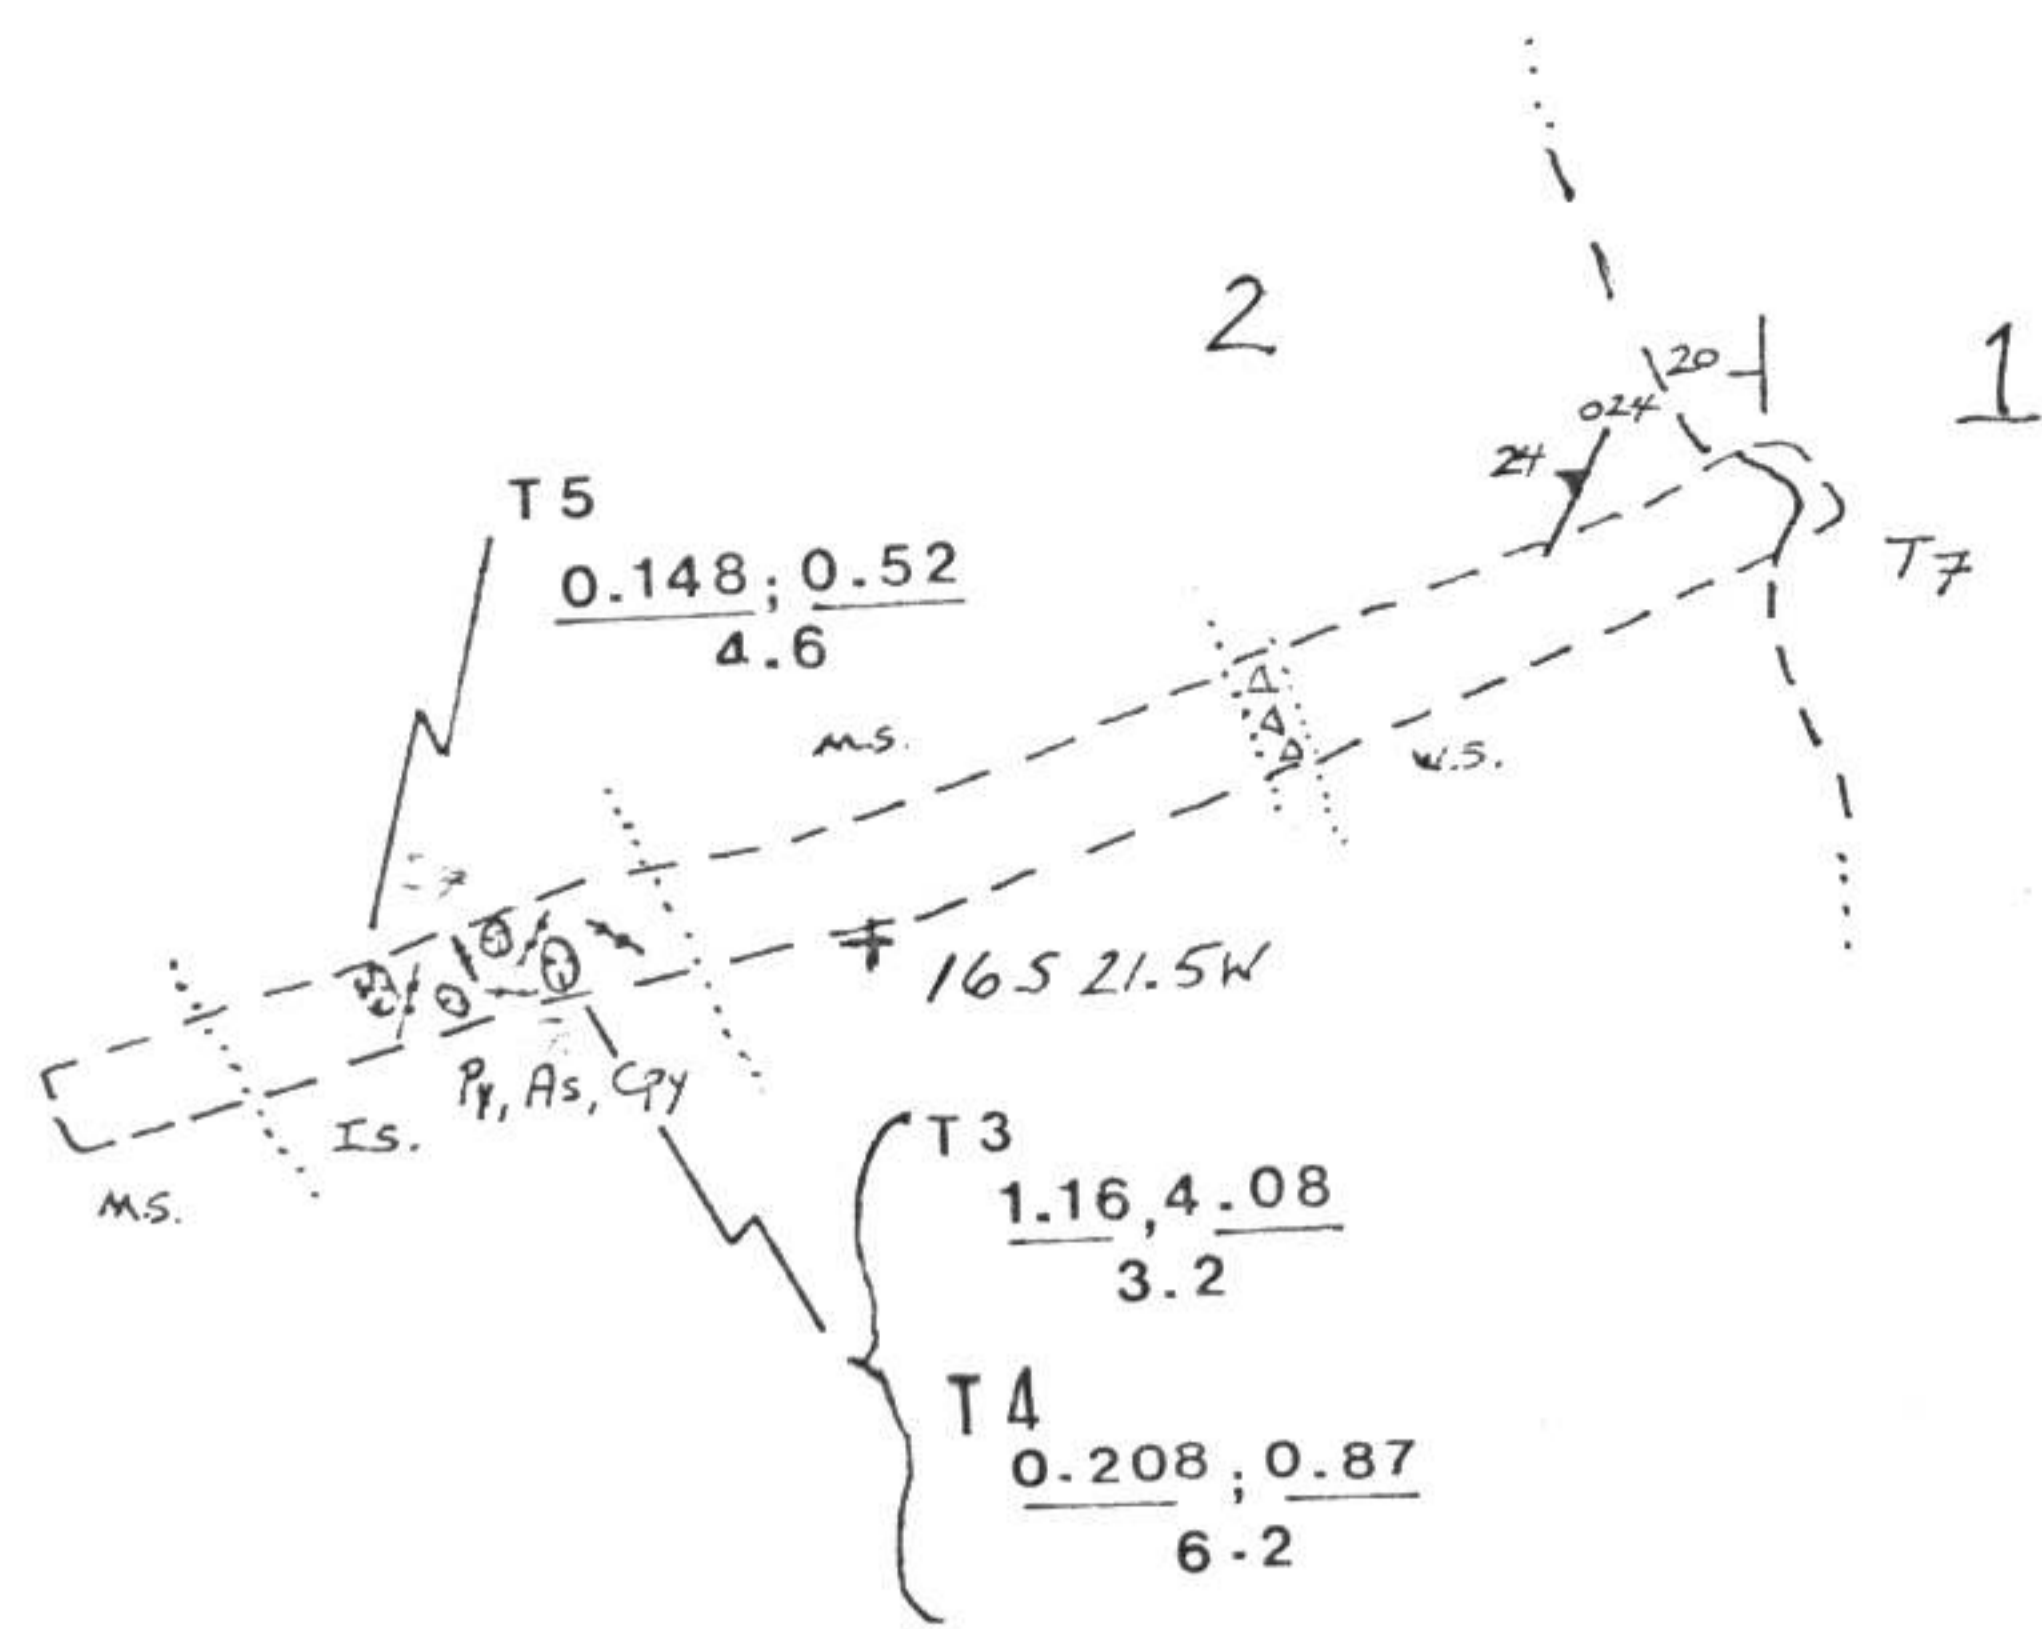 2
20
1
024
24
T5
T7
0.148; 0.52
4.6
M.S.
W.S.
16S 21.5W
Py, As, Cpy
T3
I.S.
1.16, 4.08
M.S.
3.2
T4
0.208; 0.87
6.2